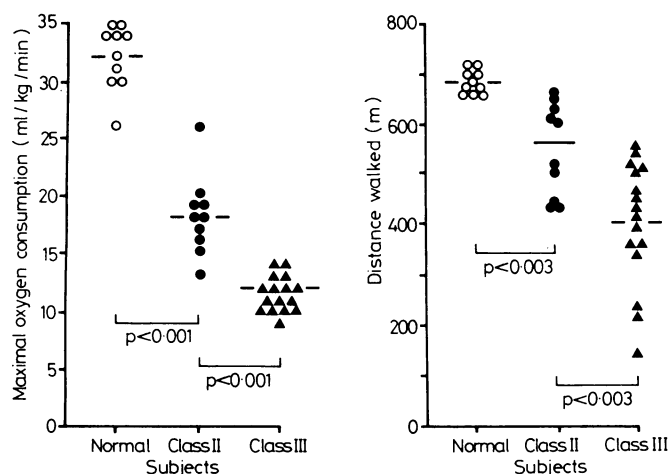 Maximal oxygen consumption (ml/kg/min)
35
30
25
20
15
10
5
0
p<0·001
p<0·001
Normal Class II Class III
Subjects
Distance walked (m)
800
600
400
200
0
p<0·003
p<0·003
Normal Class II Class III
Subjects